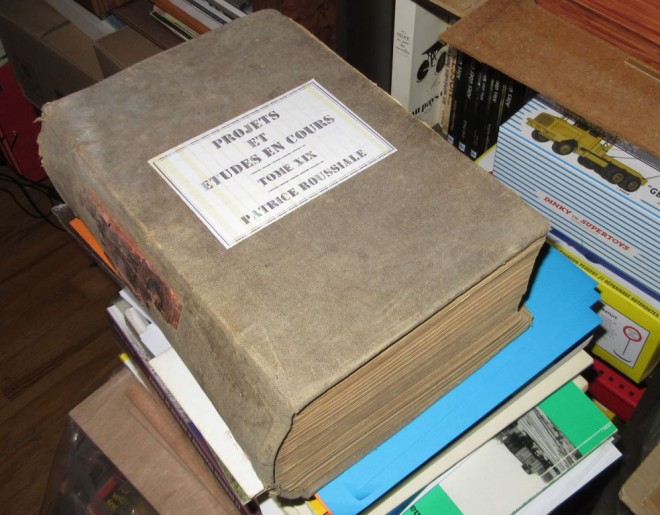 PROJETS
ET
ETUDES EN COURS
TOME XIX
PATRICE ROUSSIALE
DINKY SUPERTOYS